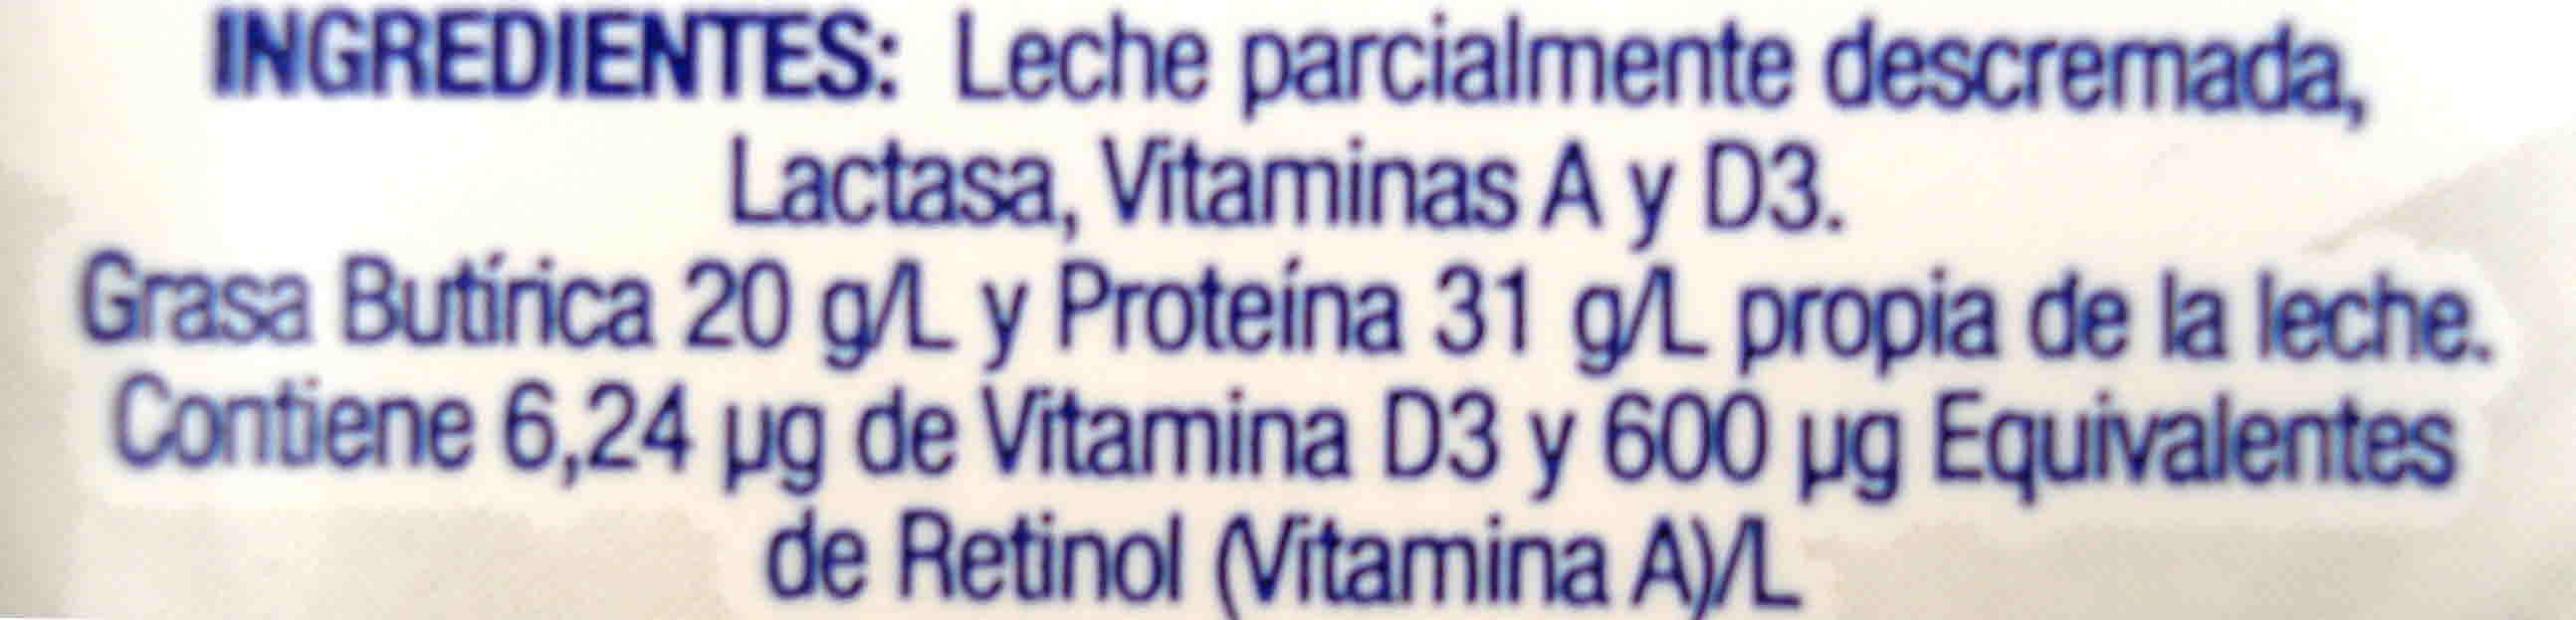 INGREDIENTES: Leche parcialmente descremada,
Lactasa, Vitaminas A y D3.
Grasa Butírica 20 g/L y Proteína 31 g/L propia de la leche.
Contiene 6,24 µg de Vitamina D3 y 600 µg Equivalentes
de Retinol (Vitamina A)/L